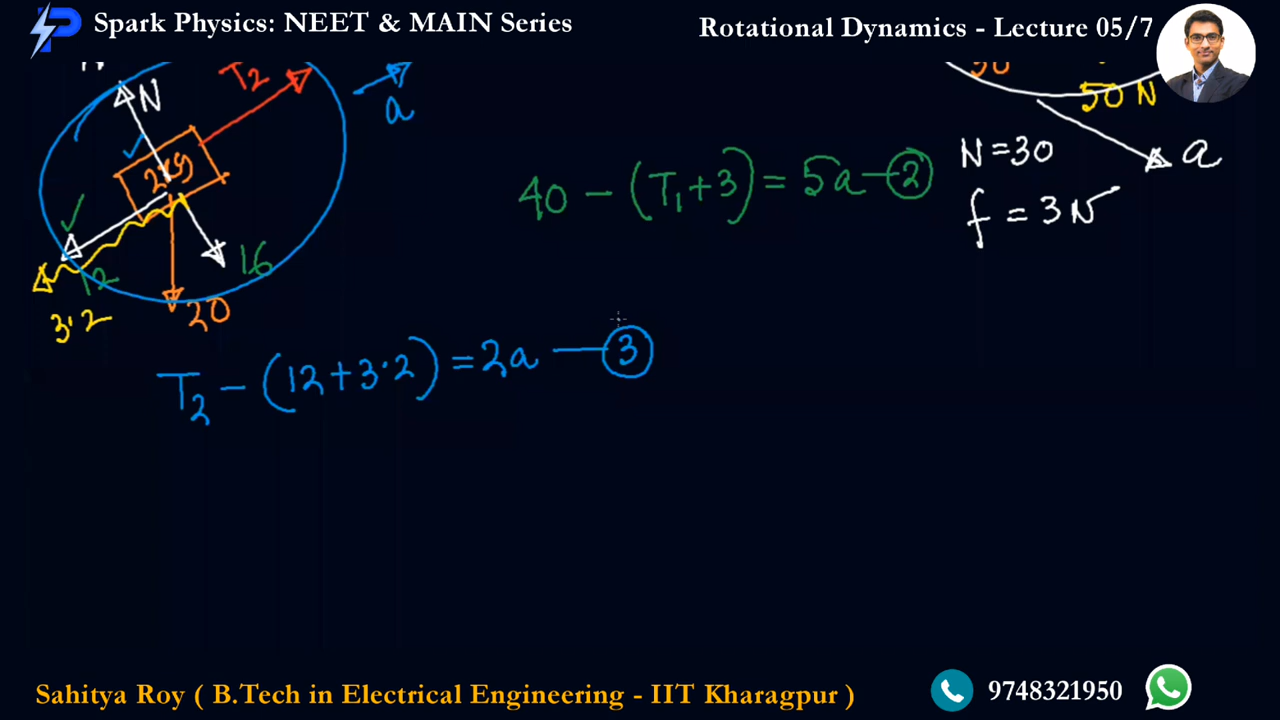 Spark Physics: NEET & MAIN Series
Rotational Dynamics - Lecture 05/7
T2
a
N
2kg
12
16
3.2
20
50 N
a
N = 30
f = 3N
40 - (T1 + 3) = 5a - 2
T2 - (12 + 3.2) = 2a - 3
Sahitya Roy ( B.Tech in Electrical Engineering - IIT Kharagpur )
9748321950